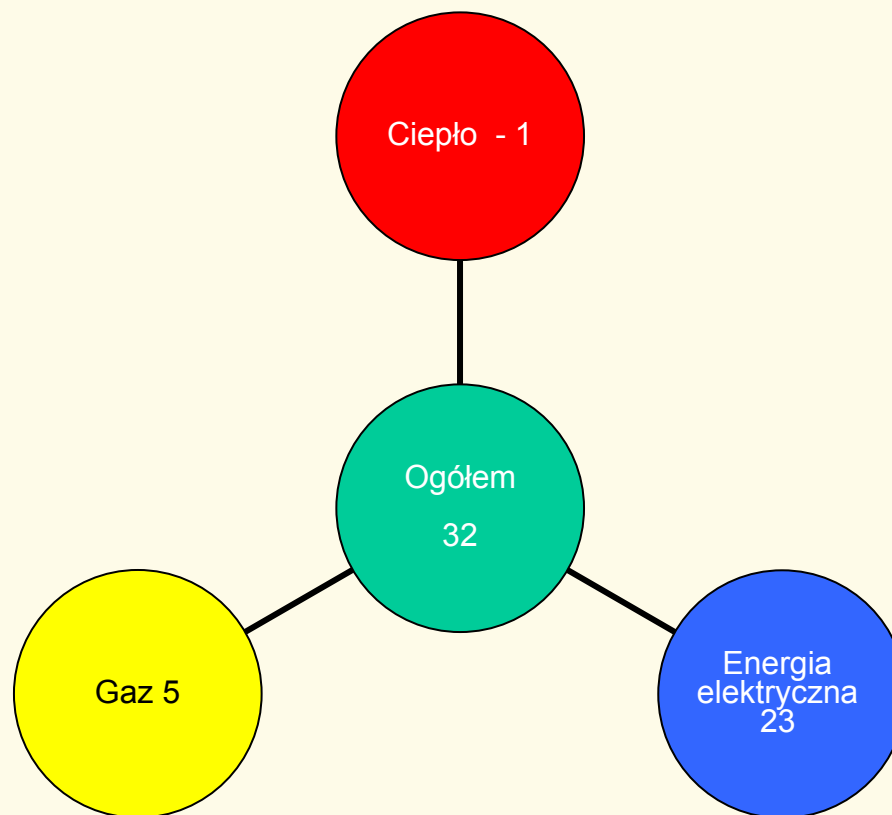 Ciepło - 1
Ogółem
32
Gaz 5
Energia
elektryczna
23